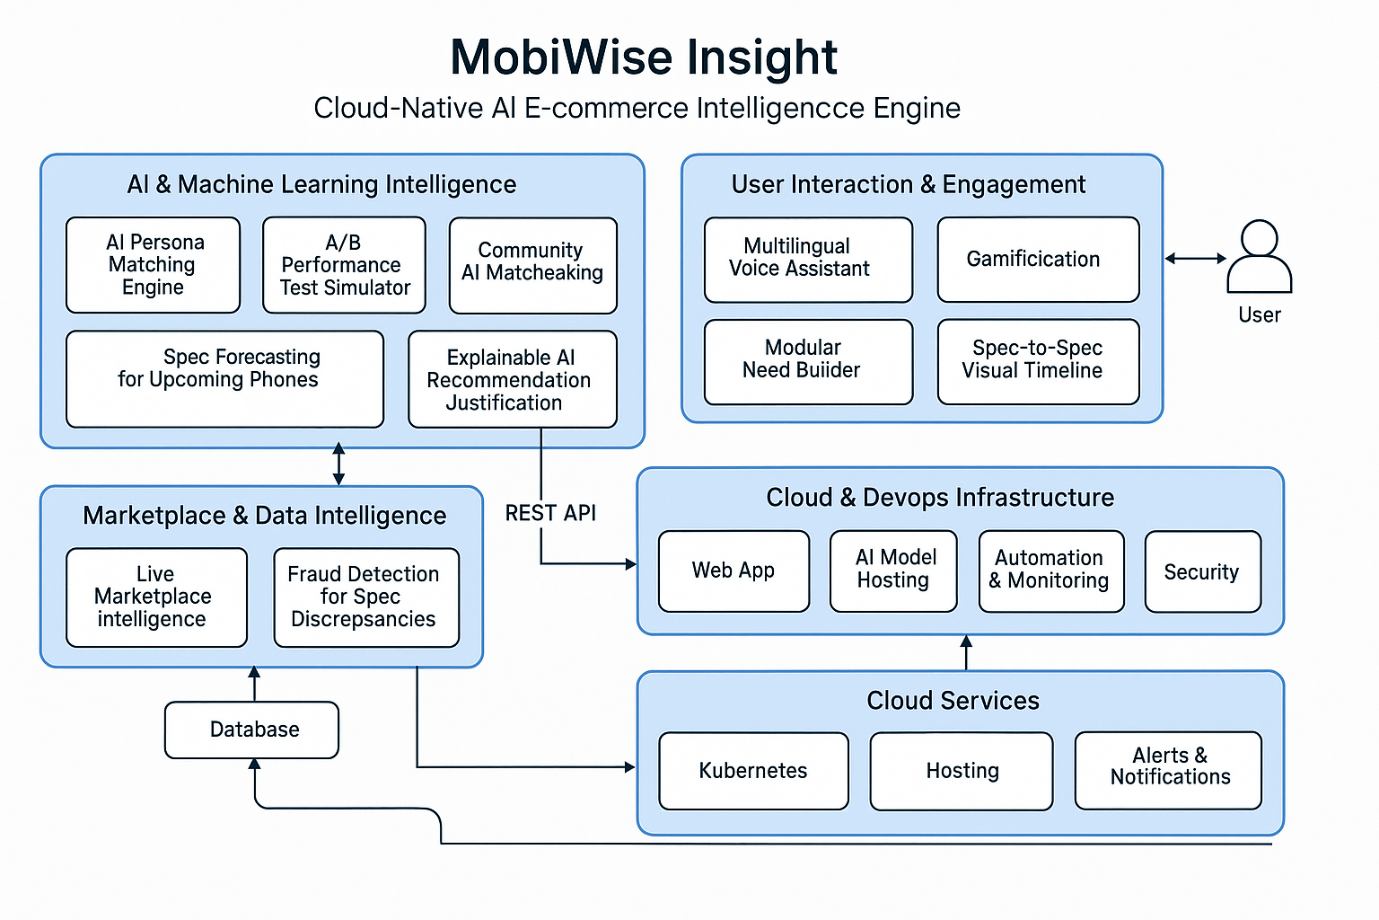 MobiWise Insight
Cloud-Native AI E-commerce Intelligencce Engine
AI & Machine Learning Intelligence
AI Persona
Matching
Engine
A/B
Performance
Test Simulator
Community
AI Matcheaking
Spec Forecasting
for Upcoming Phones
Explainable AI
Recommendation
Justification
User Interaction & Engagement
Multilingual
Voice Assistant
Gamificication
Modular
Need Buiider
Spec-to-Spec
Visual Timeline
User
Marketplace & Data Intelligence
Live
Marketplace
intelligence
Fraud Detection
for Spec
Discrepsancies
REST API
Cloud & Devops Infrastructure
Web App
AI Model
Hosting
Automation
& Monitoring
Security
Database
Cloud Services
Kubernetes
Hosting
Alerts &
Notifications